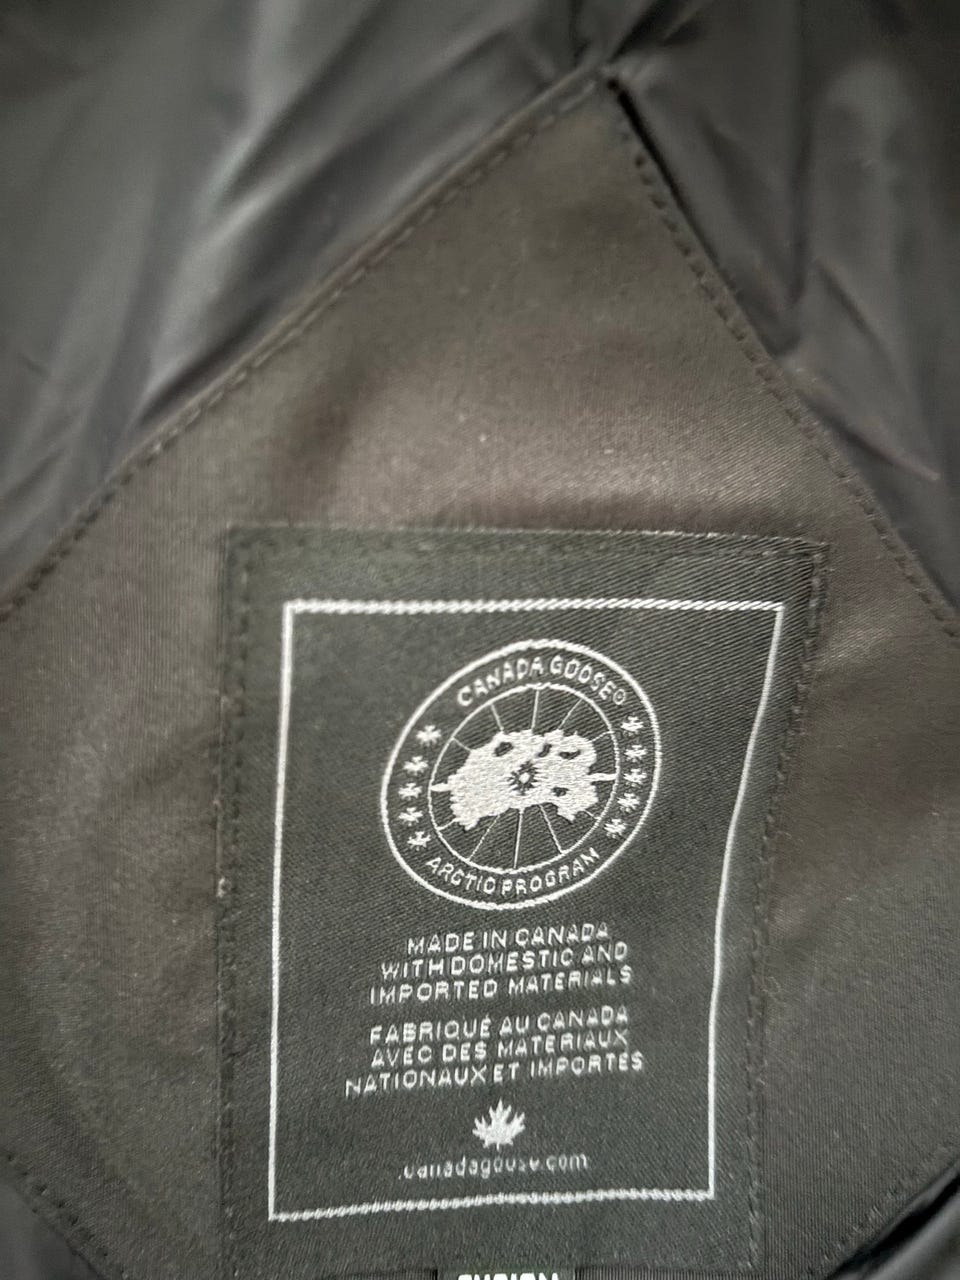 CANADA GOOSE®
ARCTIC PROGRAM
MADE IN CANADA
WITH DOMESTIC AND
IMPORTED MATERIALS
FABRIQUÉ AU CANADA
AVEC DES MATERIAUX
NATIONAUX ET IMPORTÉS
canadagoose.com